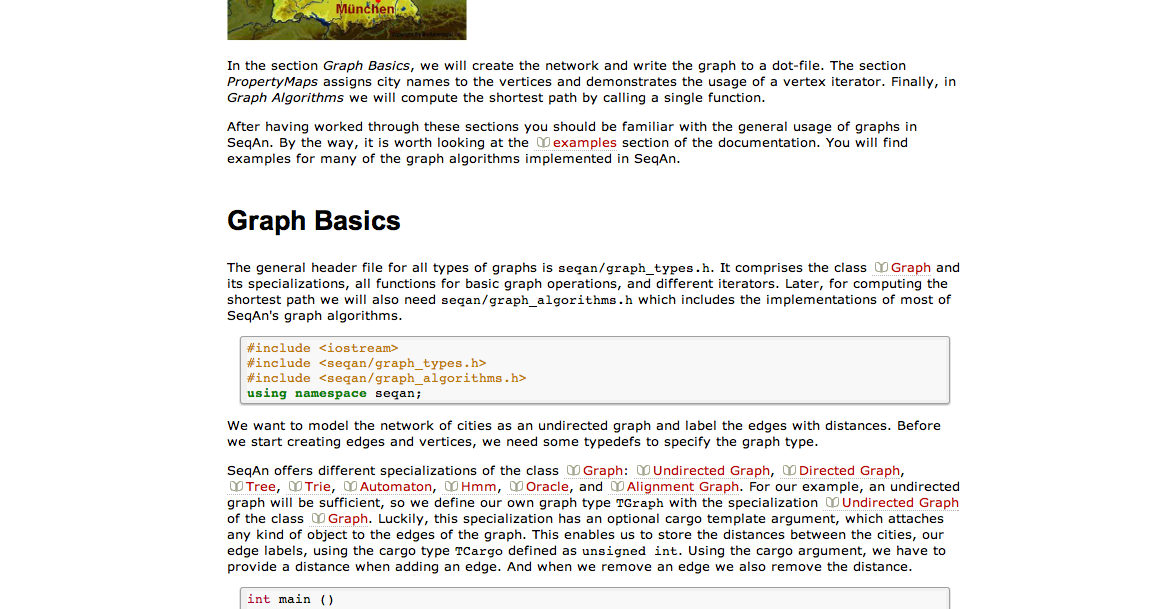 München
In the section Graph Basics, we will create the network and write the graph to a dot-file. The section
PropertyMaps assigns city names to the vertices and demonstrates the usage of a vertex iterator. Finally, in
Graph Algorithms we will compute the shortest path by calling a single function.
After having worked through these sections you should be familiar with the general usage of graphs in
SeqAn. By the way, it is worth looking at the examples section of the documentation. You will find
examples for many of the graph algorithms implemented in SeqAn.
Graph Basics
The general header file for all types of graphs is seqan/graph_types.h. It comprises the class Graph and
its specializations, all functions for basic graph operations, and different iterators. Later, for computing the
shortest path we will also need seqan/graph_algorithms.h which includes the implementations of most of
SeqAn's graph algorithms.
#include <iostream>
#include <seqan/graph_types.h>
#include <seqan/graph_algorithms.h>
using namespace seqan;
We want to model the network of cities as an undirected graph and label the edges with distances. Before
we start creating edges and vertices, we need some typedefs to specify the graph type.
SeqAn offers different specializations of the class Graph: Undirected Graph, Directed Graph,
Tree, Trie, Automaton, Hmm, Oracle, and Alignment Graph. For our example, an undirected
graph will be sufficient, so we define our own graph type TGraph with the specialization Undirected Graph
of the class Graph. Luckily, this specialization has an optional cargo template argument, which attaches
any kind of object to the edges of the graph. This enables us to store the distances between the cities, our
edge labels, using the cargo type TCargo defined as unsigned int. Using the cargo argument, we have to
provide a distance when adding an edge. And when we remove an edge we also remove the distance.
int main ()